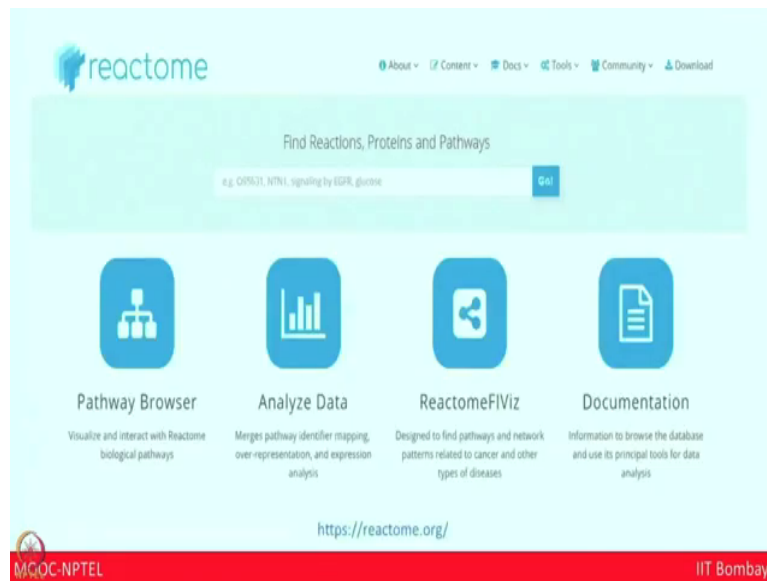 reactome
About Content Docs Tools Community Download
Find Reactions, Proteins and Pathways
e.g. O95631, NTN1, signaling by EGFR, glucose
Go!
Pathway Browser
Visualize and interact with Reactome
biological pathways
Analyze Data
Merges pathway identifier mapping,
over-representation, and expression
analysis
ReactomeFIViz
Designed to find pathways and network
patterns related to cancer and other
types of diseases
Documentation
Information to browse the database
and use its principal tools for data
analysis
https://reactome.org/
MOOC-NPTEL
IIT Bombay